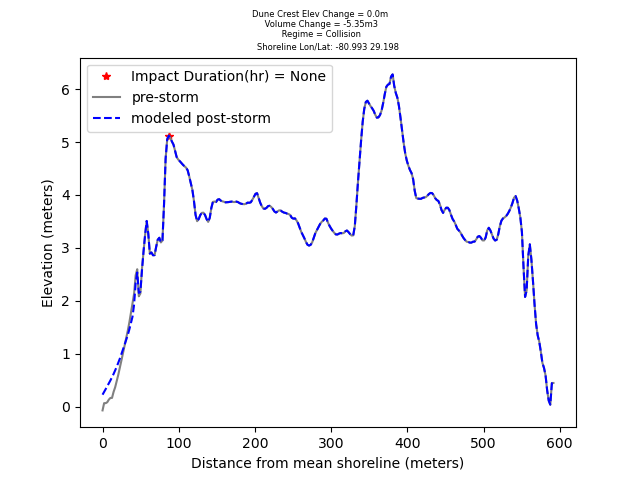 Dune Crest Elev Change = 0.0m
Volume Change = -5.35m3
Regime = Collision
Shoreline Lon/Lat: -80.993 29.198
Impact Duration(hr) = None
pre-storm
modeled post-storm
Elevation (meters)
6
5
4
3
2
1
0
0 100 200 300 400 500 600
Distance from mean shoreline (meters)